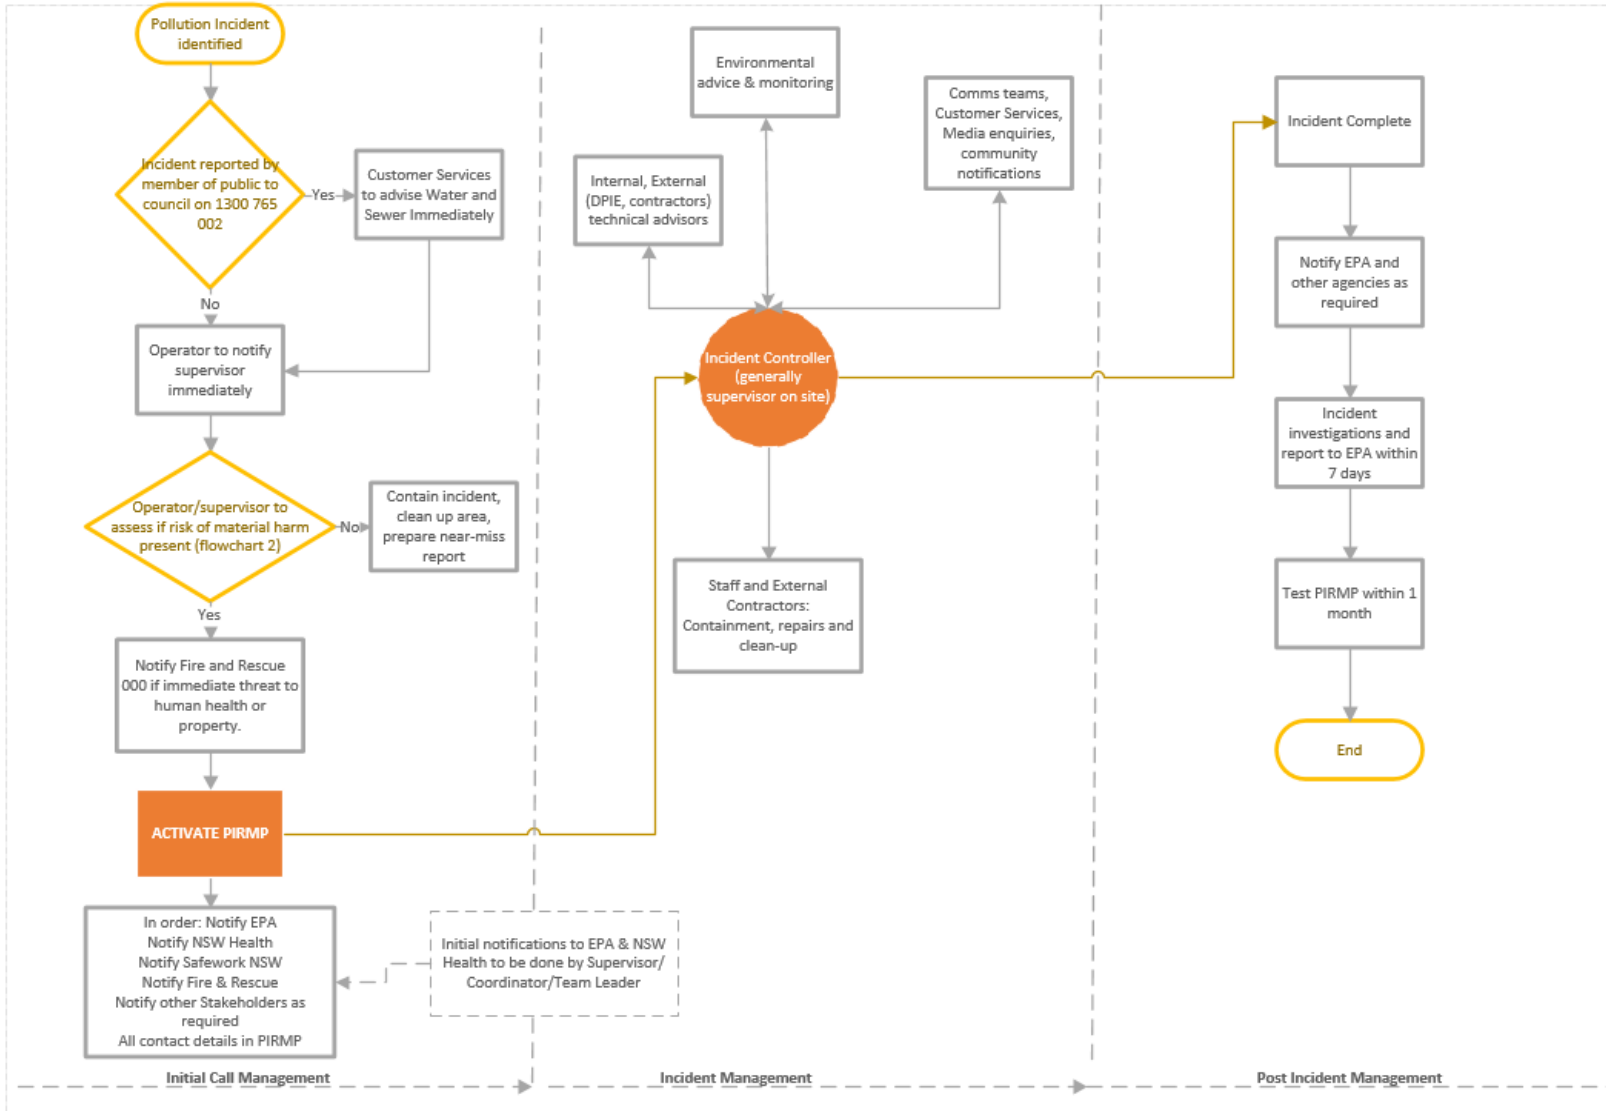 Pollution Incident
identified
Incident reported by
member of public to
council on 1300 765
002
Yes
Customer Services
to advise Water and
Sewer Immediately
No
Operator to notify
supervisor
immediately
Operator/supervisor to
assess if risk of material harm
present (flowchart 2)
No
Contain incident,
clean up area,
prepare near-miss
report
Yes
Notify Fire and Rescue
000 if immediate threat to
human health or
property.
ACTIVATE PIRMP
In order: Notify EPA
Notify NSW Health
Notify Safework NSW
Notify Fire & Rescue
Notify other Stakeholders as
required
All contact details in PIRMP
Initial notifications to EPA & NSW
Health to be done by Supervisor/
Coordinator/Team Leader
Initial Call Management
Environmental
advice & monitoring
Internal, External
(DPIE, contractors)
technical advisors
Comms teams,
Customer Services,
Media enquiries,
community
notifications
Incident Controller
(generally
supervisor on site)
Staff and External
Contractors:
Containment, repairs and
clean-up
Incident Management
Incident Complete
Notify EPA and
other agencies as
required
Incident
investigations and
report to EPA within
7 days
Test PIRMP within 1
month
End
Post Incident Management